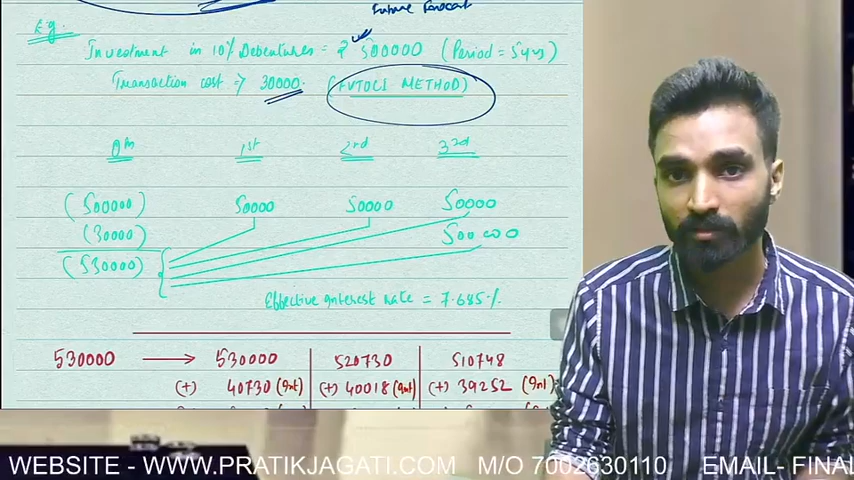 Future Forecast
Eg.
Investment in 10% Debentures = ₹ 500000 (Period = 5 yrs)
Transaction cost → 30000. (FVTOCI METHOD)
0th 1st 2rd 3rd
(500000) 50000 50000 50000
(30000) 500000
(530000)
Effective interest rate = 7.685%.
530000 → 530000 520730 510748
(+) 40730 (Int) (+) 40018 (Int) (+) 39252 (Int)
WEBSITE - WWW.PRATIKJAGATI.COM M/O 7002630110 EMAIL- FINAL